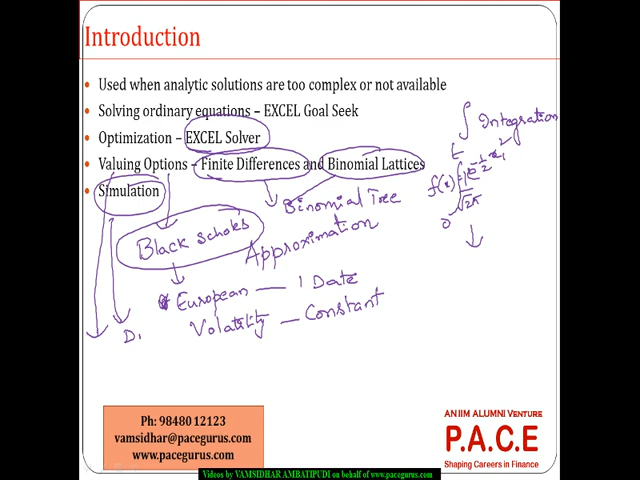 Introduction
• Used when analytic solutions are too complex or not available
• Solving ordinary equations – EXCEL Goal Seek
• Optimization – EXCEL Solver
• Valuing Options – Finite Differences and Binomial Lattices
• Simulation
∫ Integration
Binomial Tree
Black Scholes
Approximation
European — 1 Date
Volatility — Constant
D.
Ph: 98480 12123
vamsidhar@pacegurus.com
www.pacegurus.com
AN IIM ALUMNI VENTURE
P.A.C.E
Shaping Careers in Finance
Videos by VAMSIDHAR AMBATIPUDI on behalf of www.pacegurus.com